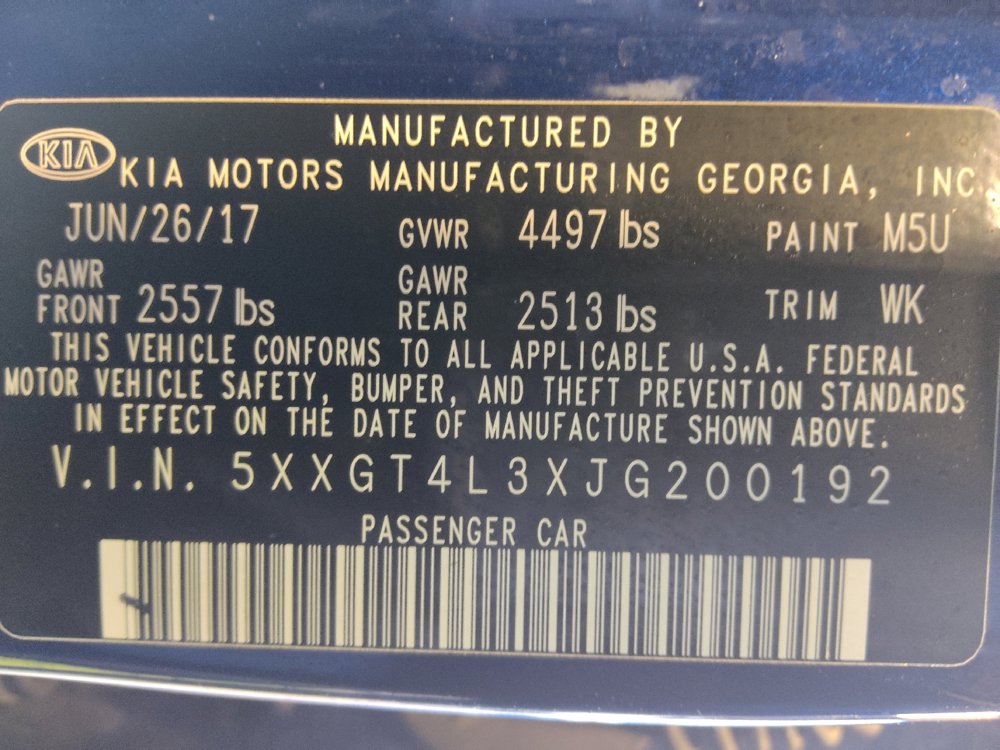 MANUFACTURED BY
KIA KIA MOTORS MANUFACTURING GEORGIA, INC
JUN/26/17 GVWR 4497 lbs PAINT M5U
GAWR FRONT 2557 lbs GAWR REAR 2513 lbs TRIM WK
THIS VEHICLE CONFORMS TO ALL APPLICABLE U.S.A. FEDERAL
MOTOR VEHICLE SAFETY, BUMPER, AND THEFT PREVENTION STANDARDS
IN EFFECT ON THE DATE OF MANUFACTURE SHOWN ABOVE.
V.I.N. 5XXGT4L3XJG200192
PASSENGER CAR